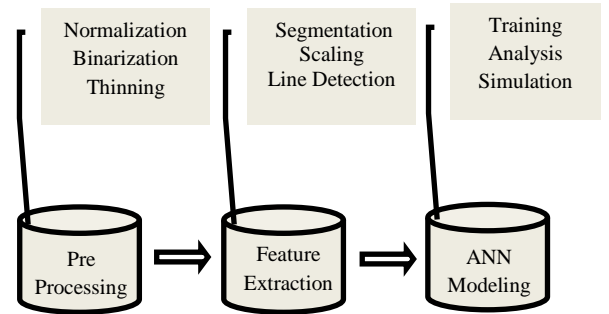 Normalization
Binarization
Thinning
Segmentation
Scaling
Line Detection
Training
Analysis
Simulation
Pre
Processing
Feature
Extraction
ANN
Modeling